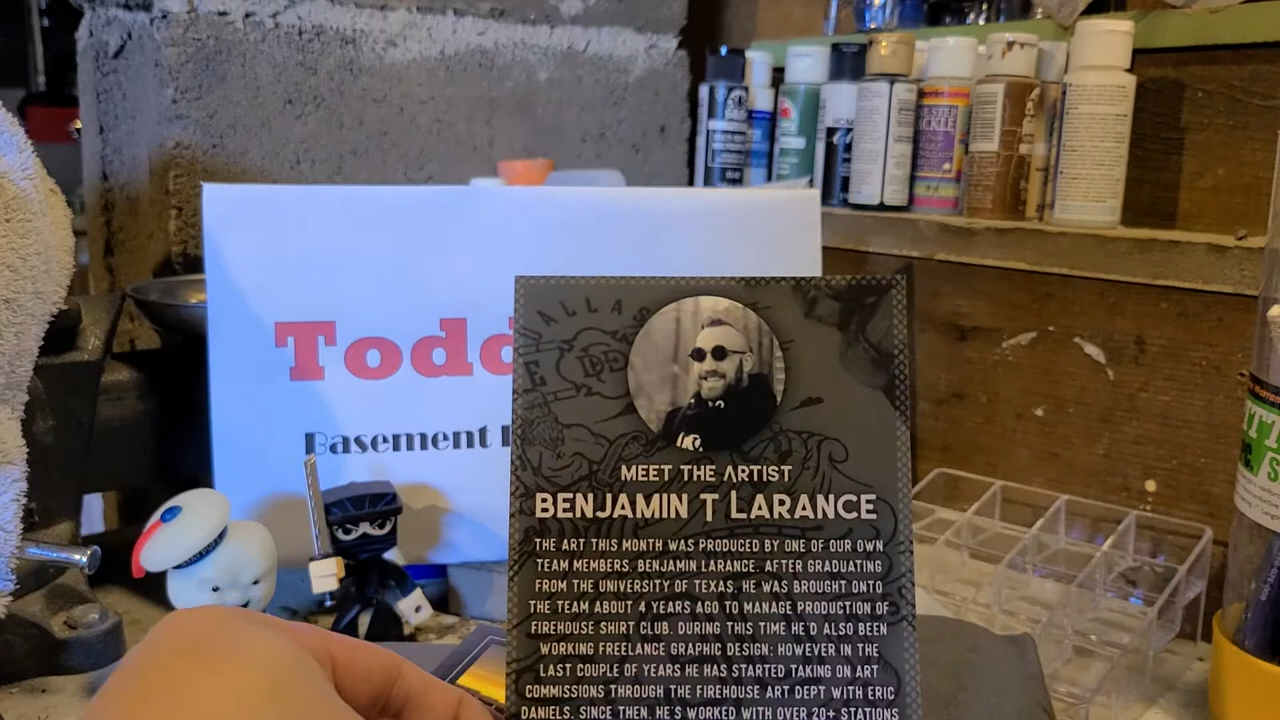 Todd
Basement
DALLAS
DD
MEET THE ARTIST
BENJAMIN T LARANCE
THE ART THIS MONTH WAS PRODUCED BY ONE OF OUR OWN
TEAM MEMBERS, BENJAMIN LARANCE. AFTER GRADUATING
FROM THE UNIVERSITY OF TEXAS, HE WAS BROUGHT ONTO
THE TEAM ABOUT 4 YEARS AGO TO MANAGE PRODUCTION OF
FIREHOUSE SHIRT CLUB. DURING THIS TIME HE'D ALSO BEEN
WORKING FREELANCE GRAPHIC DESIGN; HOWEVER IN THE
LAST COUPLE OF YEARS HE HAS STARTED TAKING ON ART
COMMISSIONS THROUGH THE FIREHOUSE ART DEPT WITH ERIC
DANIELS. SINCE THEN, HE'S WORKED WITH OVER 20+ STATIONS